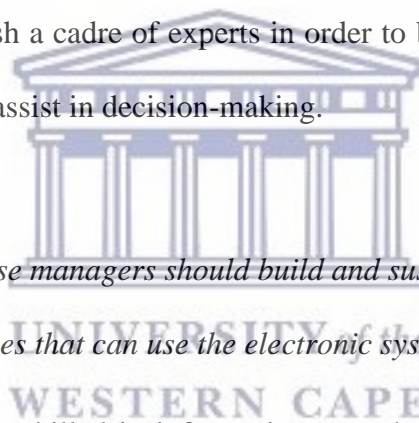 sh a cadre of experts in order to b
assist in decision-making.
se managers should build and sus
UNIVERSITY of the
es that can use the electronic sys
WESTERN CAPE